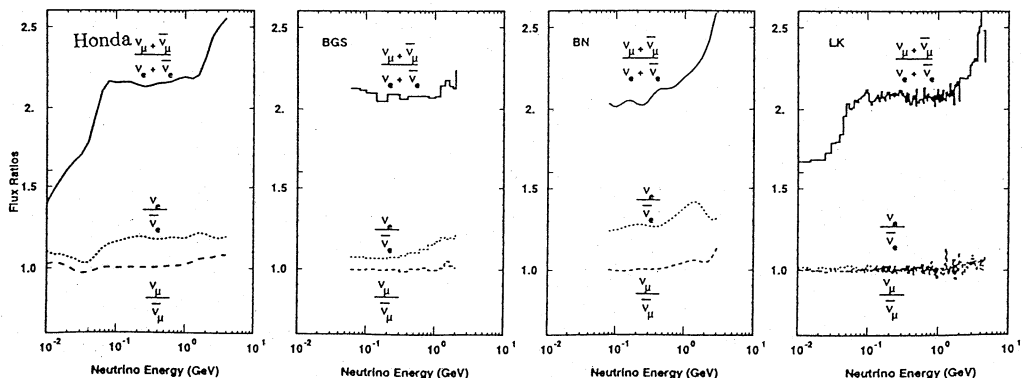 Flux Ratios
Honda
ν_μ + ν̄_μ
ν_e + ν̄_e
ν_e
ν̄_e
ν_μ
ν̄_μ
2.5
2.
1.5
1.0
10^-2 10^-1 10^0 10^1
Neutrino Energy (GeV)
BGS
ν_μ + ν̄_μ
ν_e + ν̄_e
ν_e
ν̄_e
ν_μ
ν̄_μ
2.5
2.
1.5
1.0
10^-2 10^-1 10^0 10^1
Neutrino Energy (GeV)
BN
ν_μ + ν̄_μ
ν_e + ν̄_e
ν_e
ν̄_e
ν_μ
ν̄_μ
2.5
2.
1.5
1.0
10^-2 10^-1 10^0 10^1
Neutrino Energy (GeV)
LK
ν_μ + ν̄_μ
ν_e + ν̄_e
ν_e
ν̄_e
ν_μ
ν̄_μ
2.5
2.
1.5
1.0
10^-2 10^-1 10^0 10^1
Neutrino Energy (GeV)